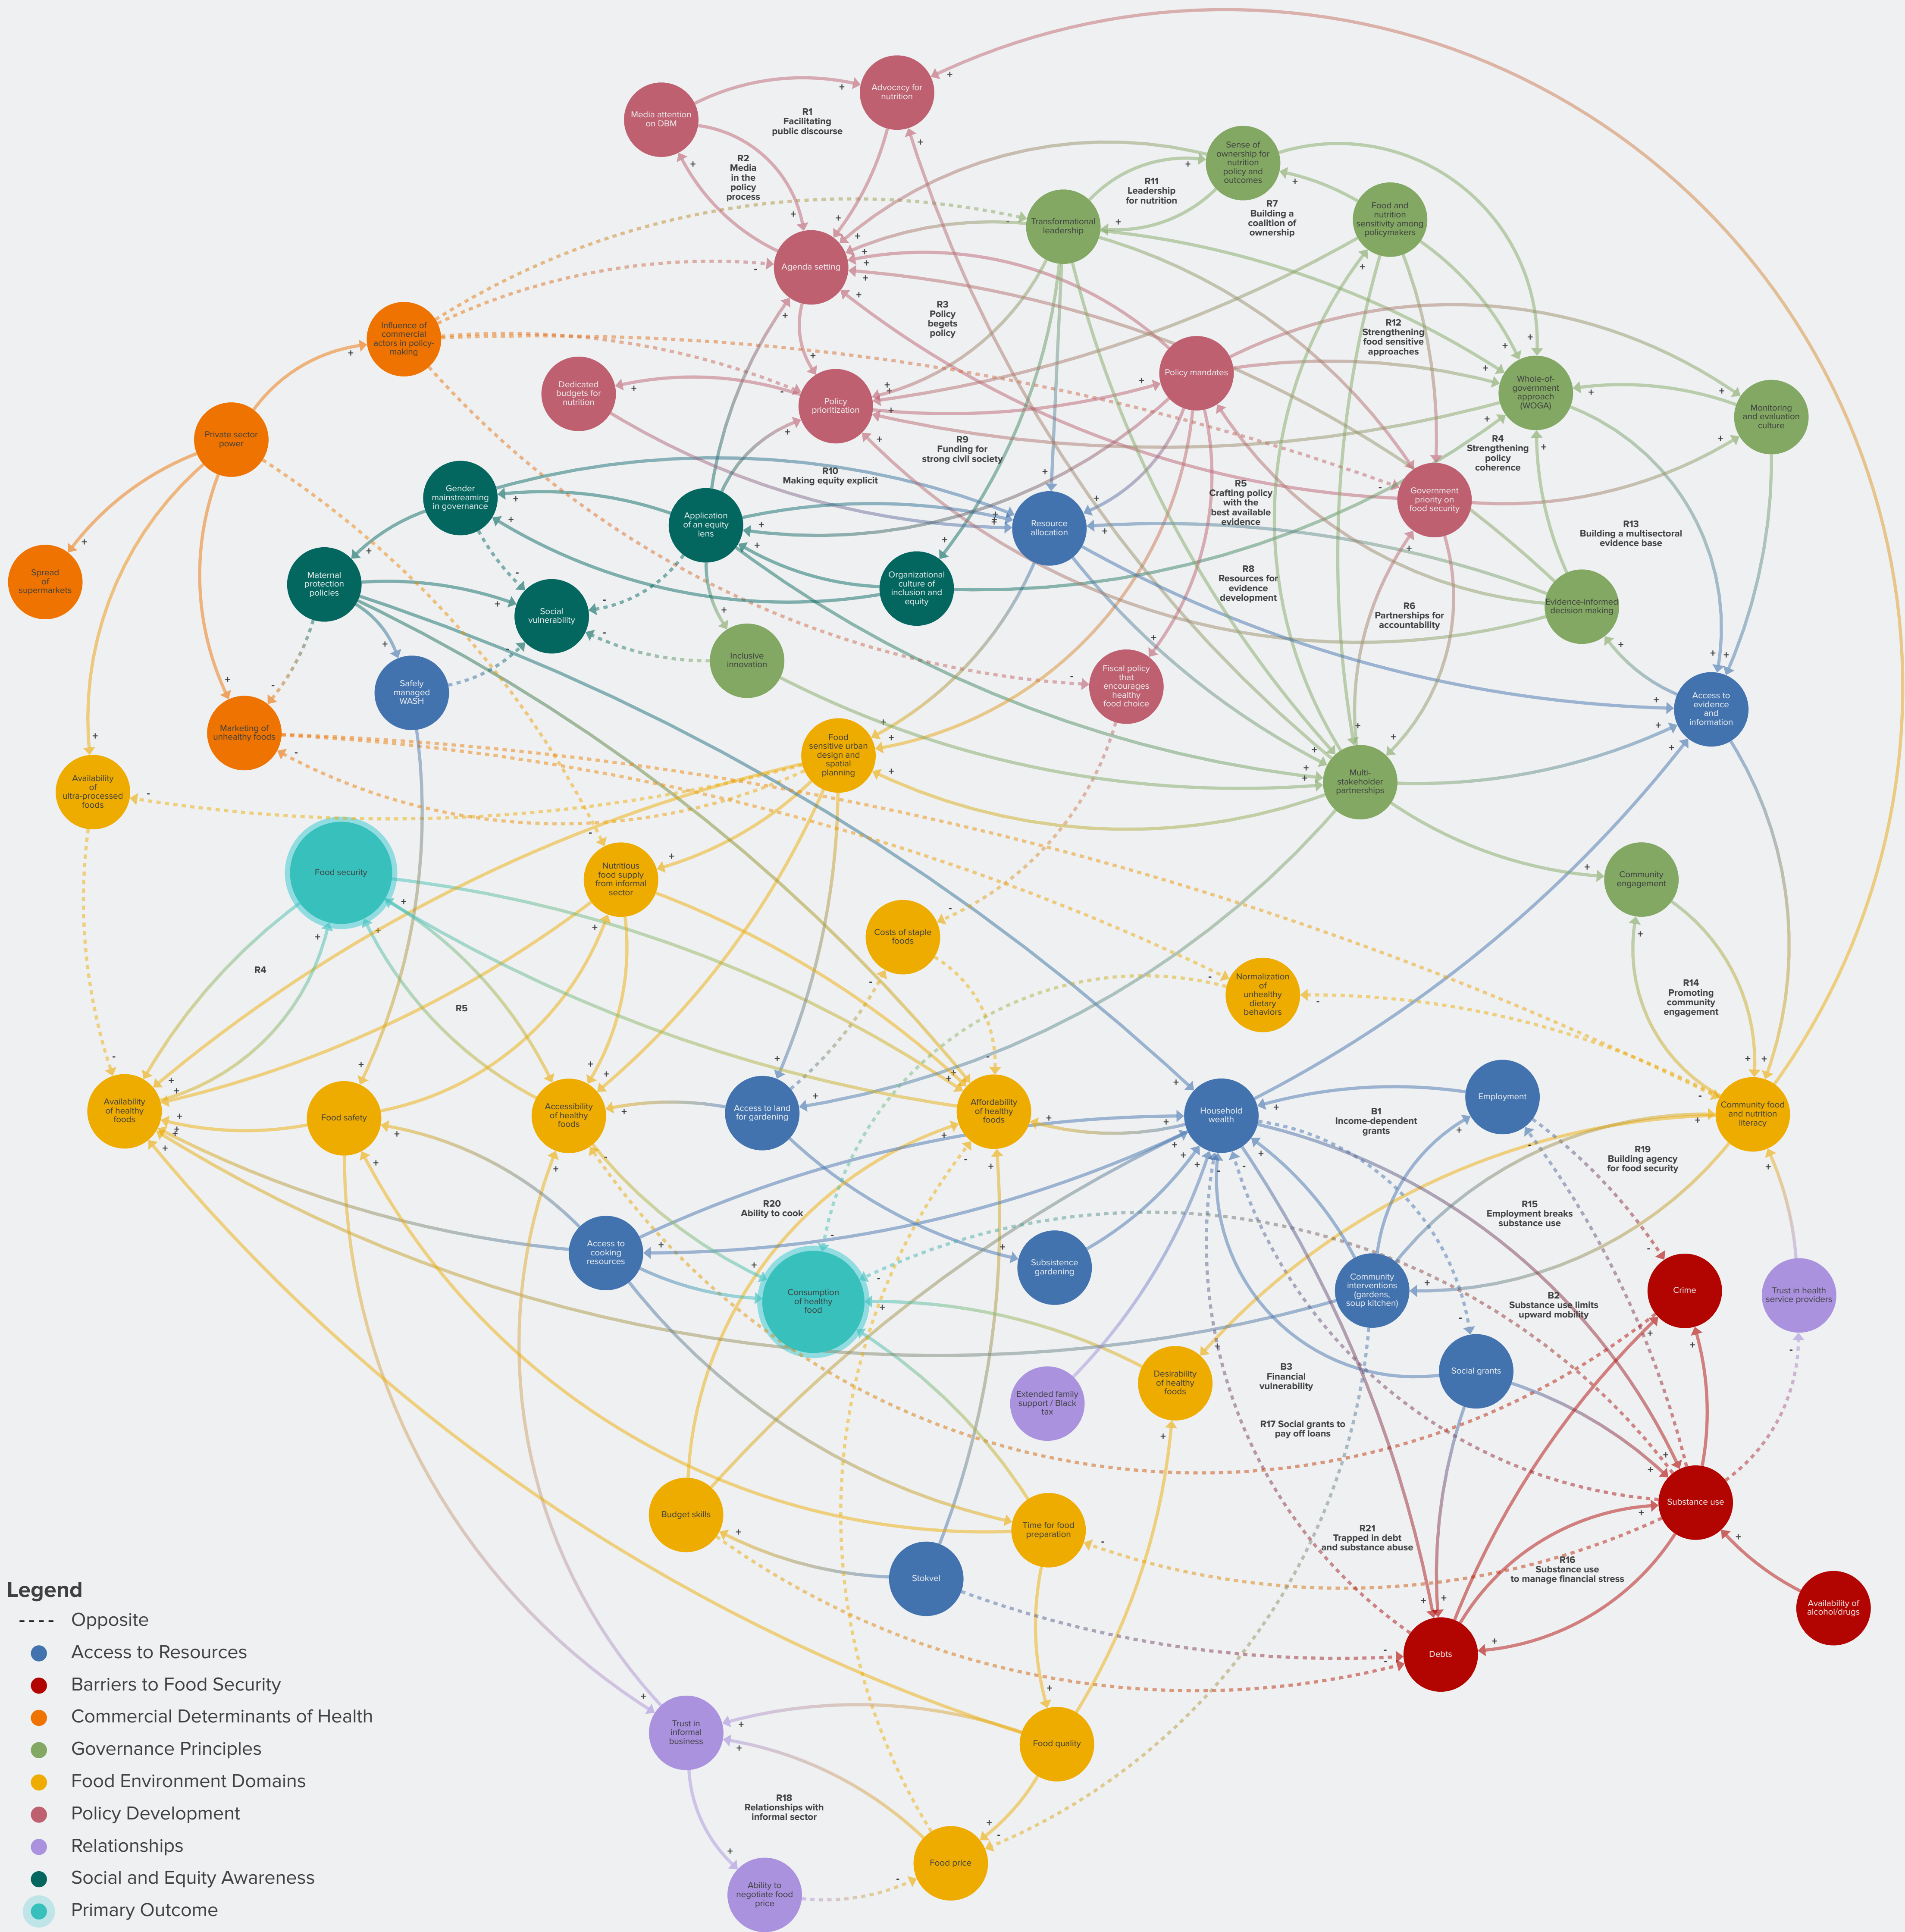 Advocacy for
nutrition
Media attention
on DBM
R1
Facilitating
public discourse
R2
Media
in the
policy
process
Sense of
ownership for
nutrition
policy and
outcomes
R11
Leadership
for nutrition
R7
Building a
coalition of
ownership
Food and
nutrition
sensitivity among
policymakers
Transformational
leadership
Agenda setting
R3
Policy
begets
policy
R12
Strengthening
food sensitive
approaches
Influence of
commercial
actors in policy-
making
Dedicated
budgets for
nutrition
Policy
prioritization
Policy mandates
Whole-of-
government
approach
(WOGA)
Monitoring
and evaluation
culture
Private sector
power
R9
Funding for
strong civil society
R4
Strengthening
policy
coherence
R10
Making equity explicit
Gender
mainstreaming
in governance
Application
of an equity
lens
Resource
allocation
R5
Crafting policy
with the
best available
evidence
Government
priority on
food security
R13
Building a multisectoral
evidence base
Spread
of
supermarkets
Maternal
protection
policies
Social
vulnerability
Organizational
culture of
inclusion and
equity
R8
Resources for
evidence
development
R6
Partnerships for
accountability
Evidence-informed
decision making
Inclusive
innovation
Safely
managed
WASH
Fiscal policy
that
encourages
healthy
food choice
Access to
evidence
and
information
Marketing of
unhealthy foods
Food
sensitive urban
design and
spatial
planning
Availability
of
ultra-processed
foods
Multi-
stakeholder
partnerships
Food security
Nutritious
food supply
from informal
sector
Community
engagement
Costs of staple
foods
R4
R5
Normalization
of
unhealthy
dietary
behaviors
R14
Promoting
community
engagement
Availability
of healthy
foods
Food safety
Accessibility
of healthy
foods
Access to land
for gardening
Affordability
of healthy
foods
Household
wealth
B1
Income-dependent
grants
Employment
Community food
and nutrition
literacy
R19
Building agency
for food security
R20
Ability to cook
R15
Employment breaks
substance use
Access to
cooking
resources
Subsistence
gardening
Consumption
of healthy
food
Community
interventions
(gardens,
soup kitchen)
Crime
Trust in health
service providers
B2
Substance use limits
upward mobility
B3
Financial
vulnerability
Social grants
Desirability
of healthy
foods
Extended family
support / Black
tax
R17 Social grants to
pay off loans
Budget skills
Time for food
preparation
Substance use
R21
Trapped in debt
and substance abuse
R16
Substance use
to manage financial stress
Stokvel
Availability of
alcohol/drugs
Debts
Trust in
informal
business
Food quality
R18
Relationships with
informal sector
Food price
Ability to
negotiate food
price
Legend
Opposite
Access to Resources
Barriers to Food Security
Commercial Determinants of Health
Governance Principles
Food Environment Domains
Policy Development
Relationships
Social and Equity Awareness
Primary Outcome